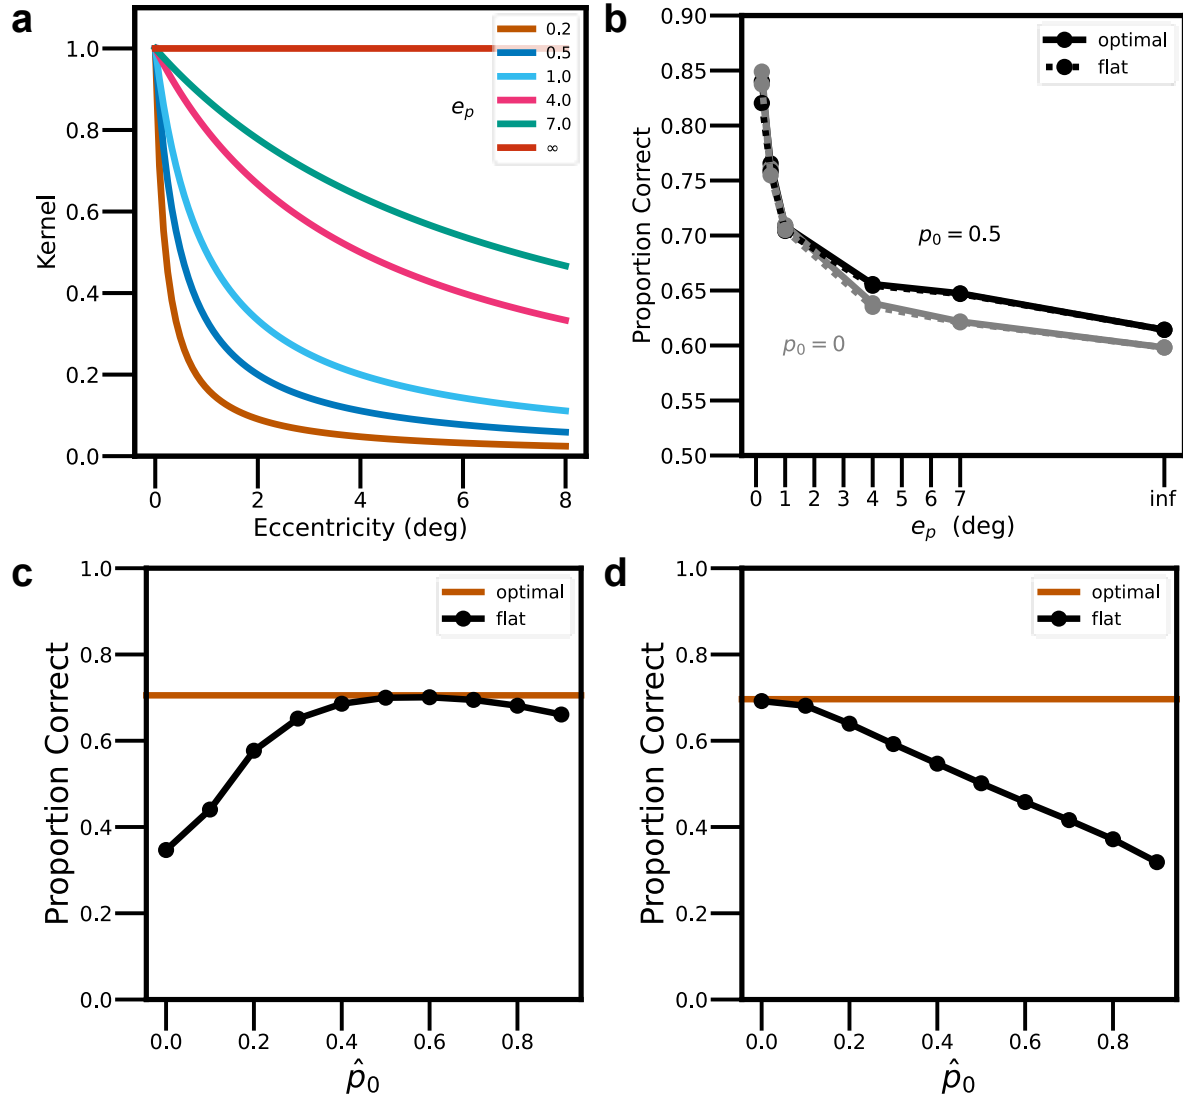 a
Kernel
1.0
0.8
0.6
0.4
0.2
0.0
0
2
4
6
8
Eccentricity (deg)
e_p
0.2
0.5
1.0
4.0
7.0
∞
b
Proportion Correct
0.90
0.85
0.80
0.75
0.70
0.65
0.60
0.55
0.50
optimal
flat
p_0 = 0.5
p_0 = 0
0
1
2
3
4
5
6
7
inf
e_p (deg)
c
Proportion Correct
1.0
0.8
0.6
0.4
0.2
0.0
optimal
flat
0.0
0.2
0.4
0.6
0.8
p̂_0
d
Proportion Correct
1.0
0.8
0.6
0.4
0.2
0.0
optimal
flat
0.0
0.2
0.4
0.6
0.8
p̂_0